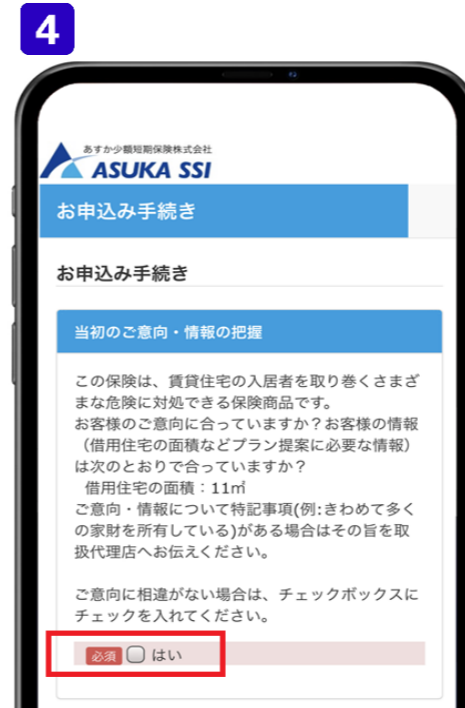 4
あすか少額短期保険株式会社
ASUKA SSI
お申込み手続き
お申込み手続き
当初のご意向・情報の把握
この保険は、賃貸住宅の入居者を取り巻くさまざ
まな危険に対処できる保険商品です。
お客様のご意向に合っていますか？お客様の情報
（借用住宅の面積などプラン提案に必要な情報）
は次のとおりで合っていますか？
借用住宅の面積：11㎡
ご意向・情報について特記事項(例:きわめて多く
の家財を所有している)がある場合はその旨を取
扱代理店へお伝えください。
ご意向に相違がない場合は、チェックボックスに
チェックを入れてください。
必須 はい